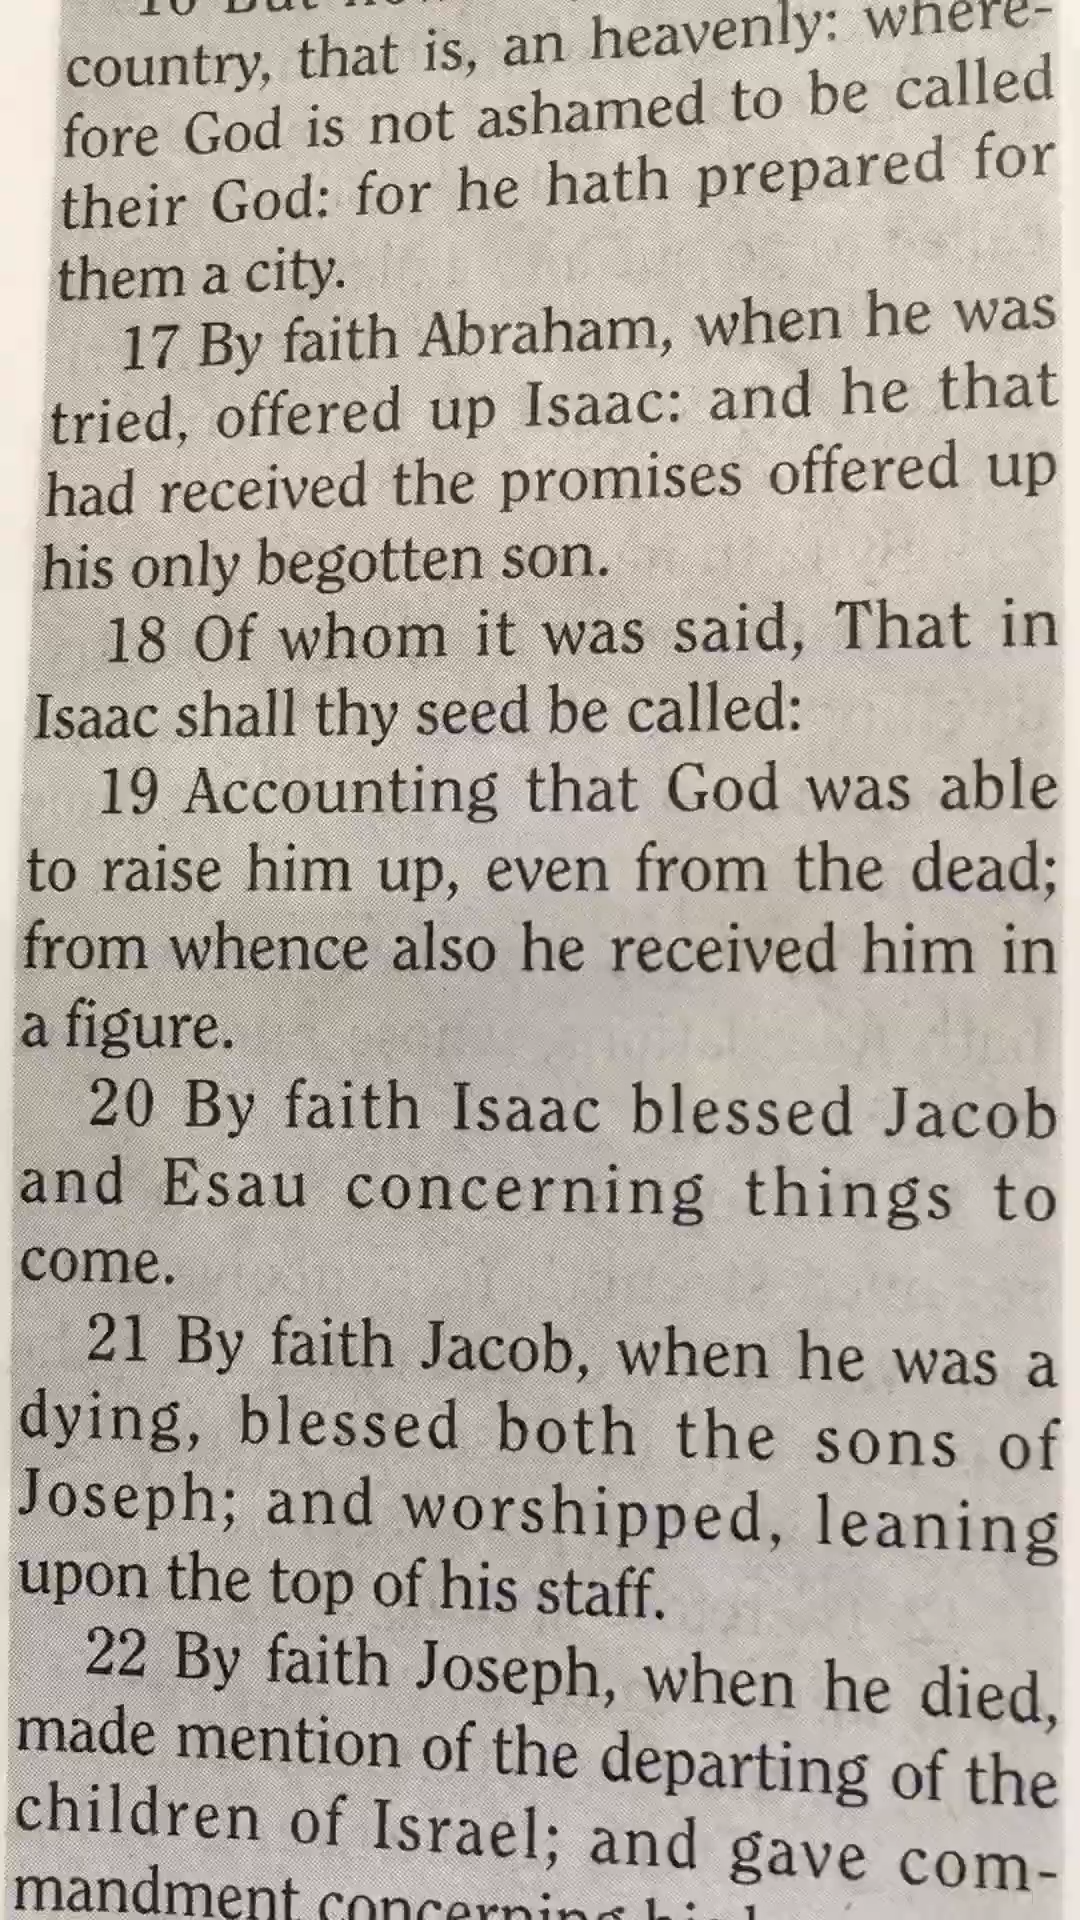 country, that is, an heavenly: where-
fore God is not ashamed to be called
their God: for he hath prepared for
them a city.
17 By faith Abraham, when he was
tried, offered up Isaac: and he that
had received the promises offered up
his only begotten son.
18 Of whom it was said, That in
Isaac shall thy seed be called:
19 Accounting that God was able
to raise him up, even from the dead;
from whence also he received him in
a figure.
20 By faith Isaac blessed Jacob
and Esau concerning things to
come.
21 By faith Jacob, when he was a
dying, blessed both the sons of
Joseph; and worshipped, leaning
upon the top of his staff.
22 By faith Joseph, when he died,
made mention of the departing of the
children of Israel; and gave com-
mandment concerning